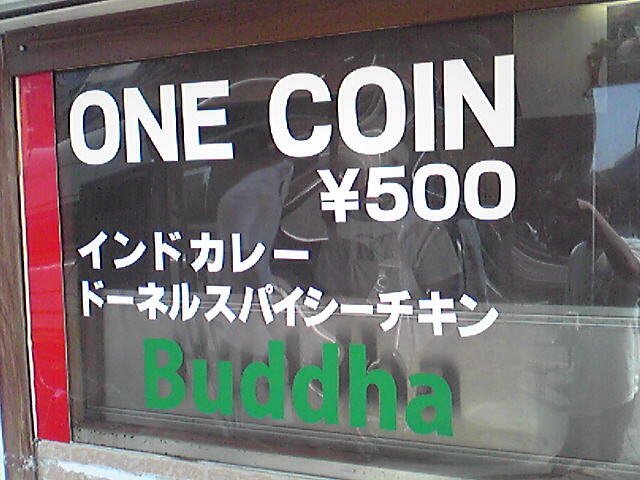 ONE COIN
¥500
インドカレー
ドーネルスパイシーチキン
Buddha